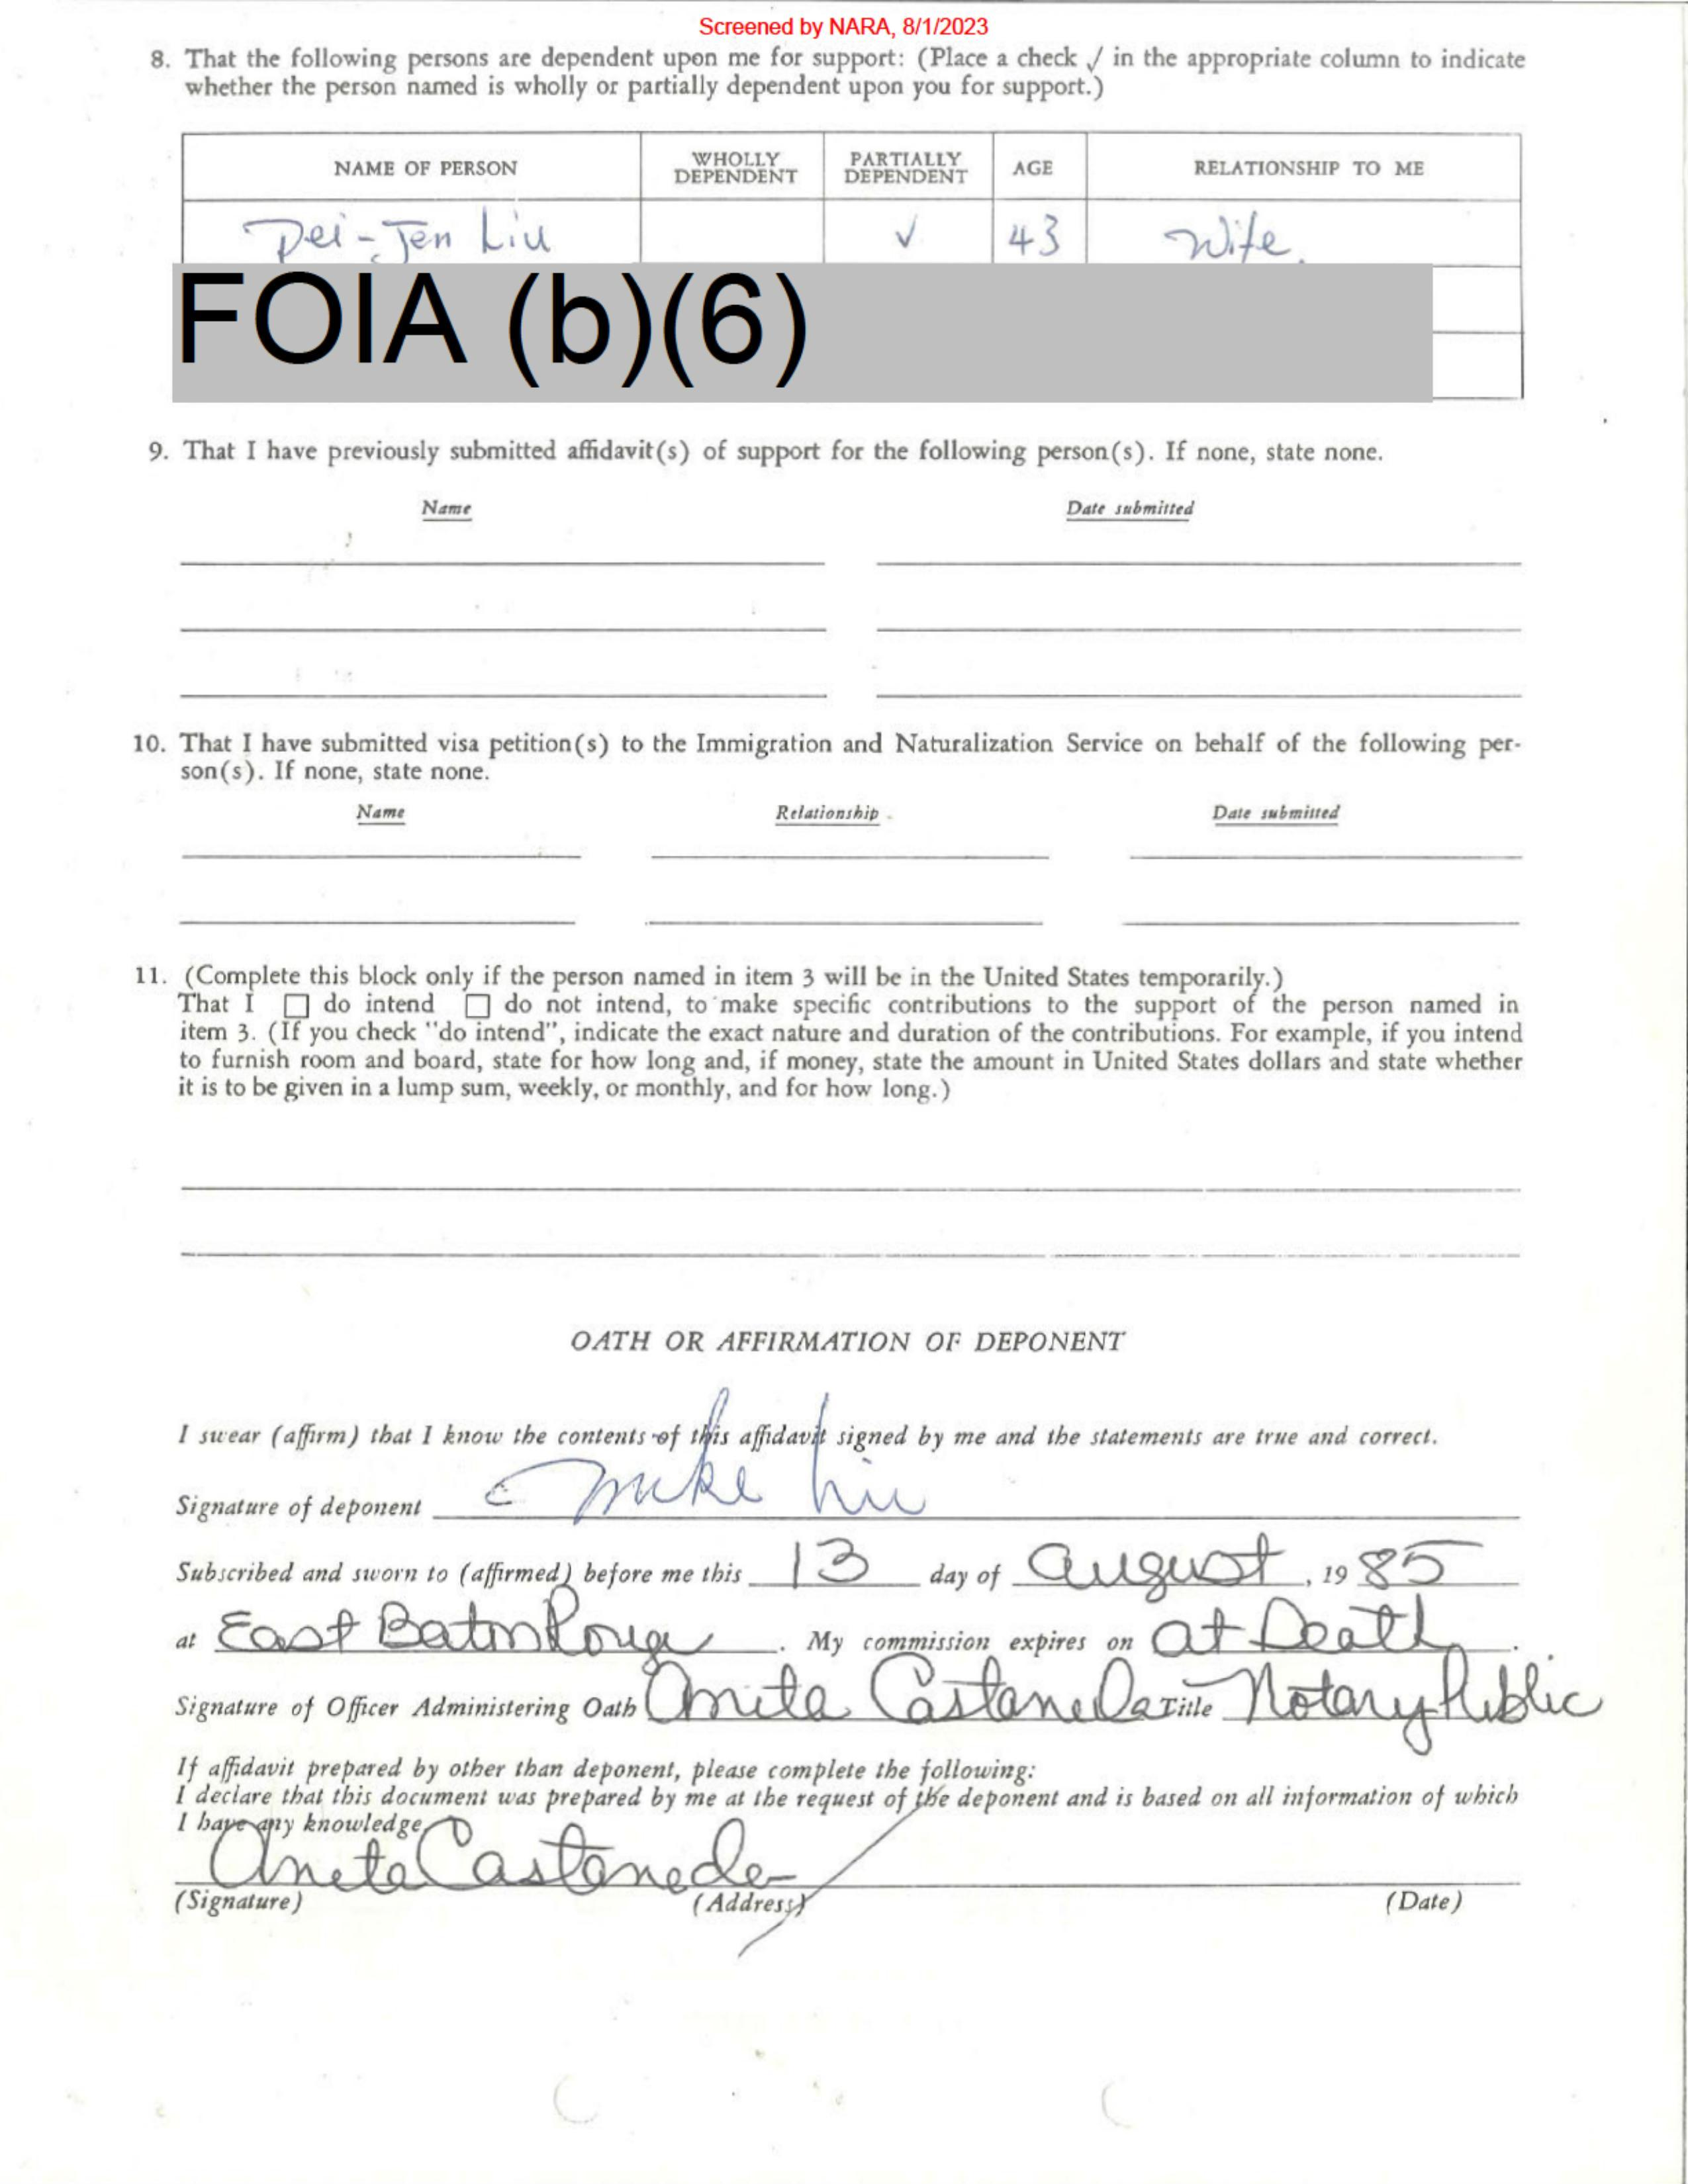 Screened by NARA, 8/1/2023
8. That the following persons are dependent upon me for support: (Place a check ✓ in the appropriate column to indicate
whether the person named is wholly or partially dependent upon you for support.)
NAME OF PERSON WHOLLY DEPENDENT PARTIALLY DEPENDENT AGE RELATIONSHIP TO ME
Pei-Jen Liu ✓ 43 Wife.
FOIA (b)(6)
9. That I have previously submitted affidavit(s) of support for the following person(s). If none, state none.
Name Date submitted
10. That I have submitted visa petition(s) to the Immigration and Naturalization Service on behalf of the following per-
son(s). If none, state none.
Name Relationship Date submitted
11. (Complete this block only if the person named in item 3 will be in the United States temporarily.)
That I ☐ do intend ☐ do not intend, to make specific contributions to the support of the person named in
item 3. (If you check "do intend", indicate the exact nature and duration of the contributions. For example, if you intend
to furnish room and board, state for how long and, if money, state the amount in United States dollars and state whether
it is to be given in a lump sum, weekly, or monthly, and for how long.)
OATH OR AFFIRMATION OF DEPONENT
I swear (affirm) that I know the contents of this affidavit signed by me and the statements are true and correct.
Signature of deponent Mike Liu
Subscribed and sworn to (affirmed) before me this 13 day of August, 1985
at East Baton Rouge. My commission expires on at Death.
Signature of Officer Administering Oath Anita Castaneda Title Notary Public
If affidavit prepared by other than deponent, please complete the following:
I declare that this document was prepared by me at the request of the deponent and is based on all information of which
I have any knowledge.
Anita Castaneda
(Signature) (Address) (Date)